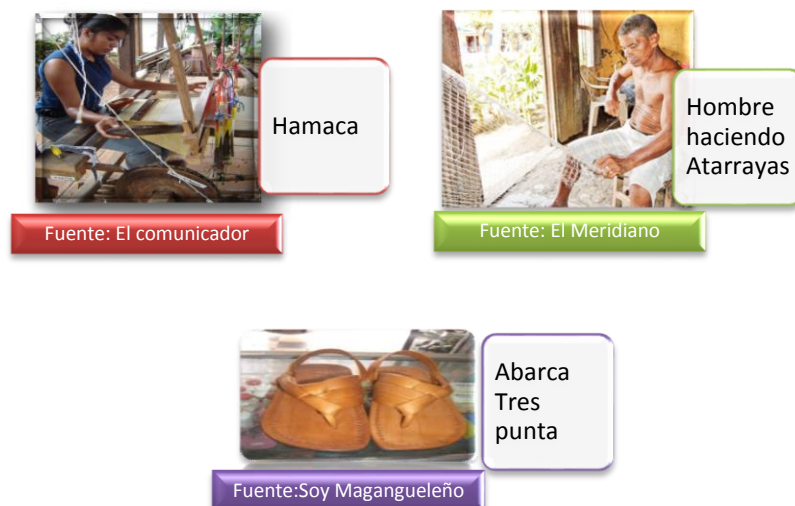 Hamaca
Fuente: El comunicador
Hombre
haciendo
Atarrayas
Fuente: El Meridiano
Abarca
Tres
punta
Fuente:Soy Magangueleño